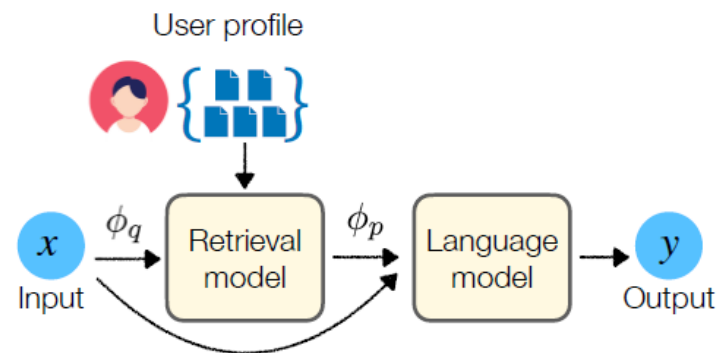 User profile
x
Input
ϕq
Retrieval
model
ϕp
Language
model
y
Output